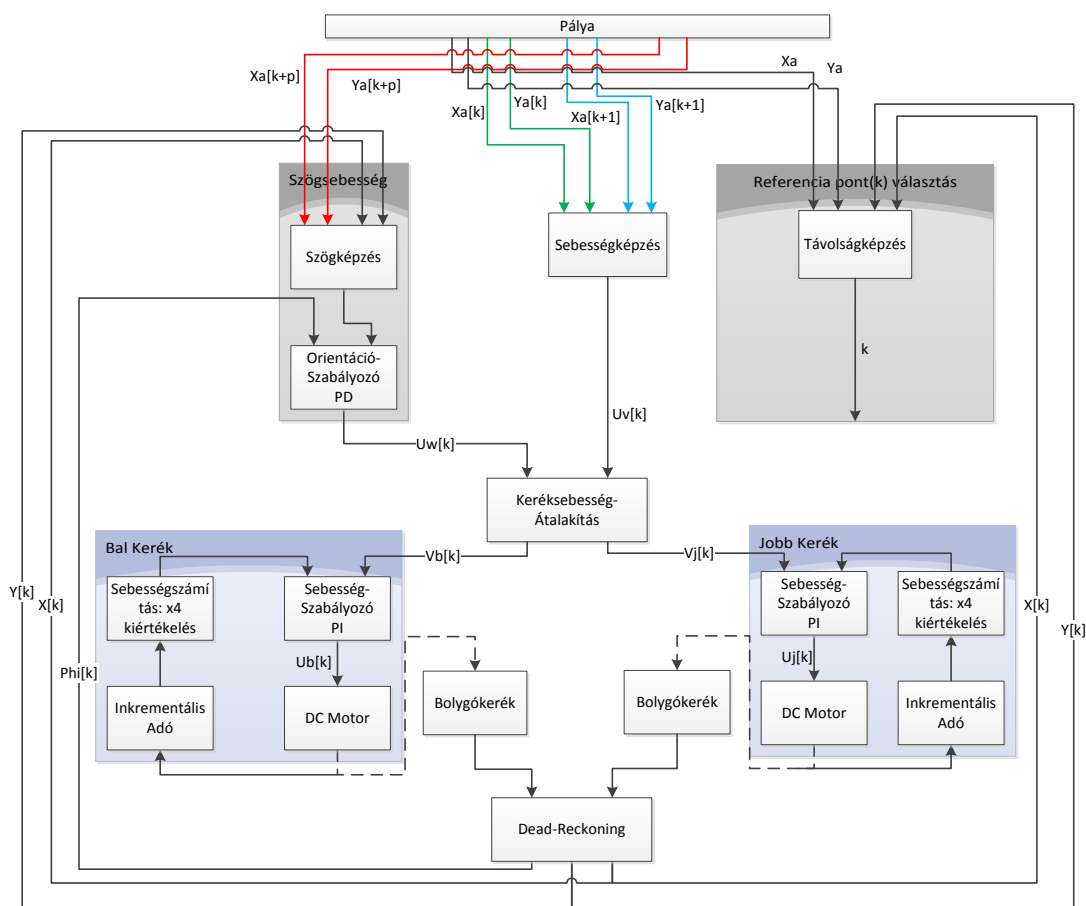 Pálya
Xa[k+p]
Ya[k+p]
Xa[k]
Ya[k]
Xa[k+1]
Ya[k+1]
Xa
Ya
Szögsebesség
Szögképzés
Orientáció-
Szabályozó
PD
Sebességképzés
Referencia pont(k) választás
Távolságképzés
k
Uw[k]
Uv[k]
Keréksebesség-
Átalakítás
Vb[k]
Vj[k]
Bal Kerék
Sebességszámí
tás: x4
kiértékelés
Sebesség-
Szabályozó
PI
Ub[k]
Inkrementális
Adó
DC Motor
Bolygókerék
Bolygókerék
Jobb Kerék
Sebesség-
Szabályozó
PI
Sebességszámí
tás: x4
kiértékelés
Uj[k]
DC Motor
Inkrementális
Adó
Y[k]
X[k]
Phi[k]
X[k]
Y[k]
Dead-Reckoning